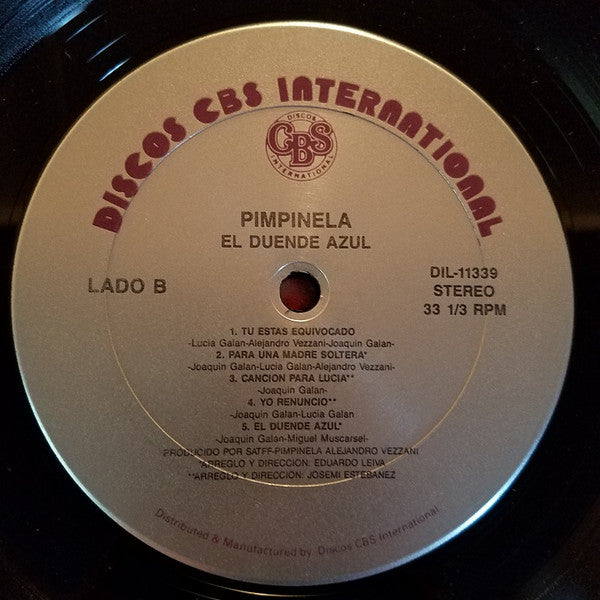 DISCOS CBS INTERNATIONAL
DISCOS
CBS
INTERNATIONAL
PIMPINELA
EL DUENDE AZUL
LADO B
DIL-11339
STEREO
33 1/3 RPM
1. TU ESTAS EQUIVOCADO
-Lucia Galan-Alejandro Vezzani-Joaquin Galan-
2. PARA UNA MADRE SOLTERA*
-Joaquin Galan-Lucia Galan-Alejandro Vezzani-
3. CANCION PARA LUCIA**
-Joaquin Galan-
4. YO RENUNCIO**
-Joaquin Galan-Lucia Galan
5. EL DUENDE AZUL*
-Joaquin Galan-Miguel Muscarsel-
PRODUCIDO POR SATFF-PIMPINELA ALEJANDRO VEZZANI
*ARREGLO Y DIRECCION: EDUARDO LEIVA
**ARREGLO Y DIRECCION: JOSEMI ESTEBANEZ
Distributed & Manufactured by: Discos CBS International